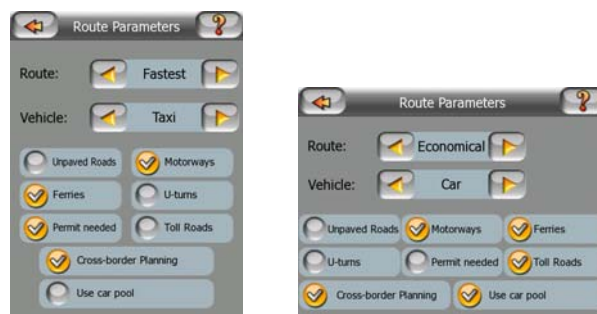 Route Parameters
Route: Fastest
Vehicle: Taxi
Unpaved Roads Motorways
Ferries U-turns
Permit needed Toll Roads
Cross-border Planning
Use car pool
Route Parameters
Route: Economical
Vehicle: Car
Unpaved Roads Motorways Ferries
U-turns Permit needed Toll Roads
Cross-border Planning Use car pool